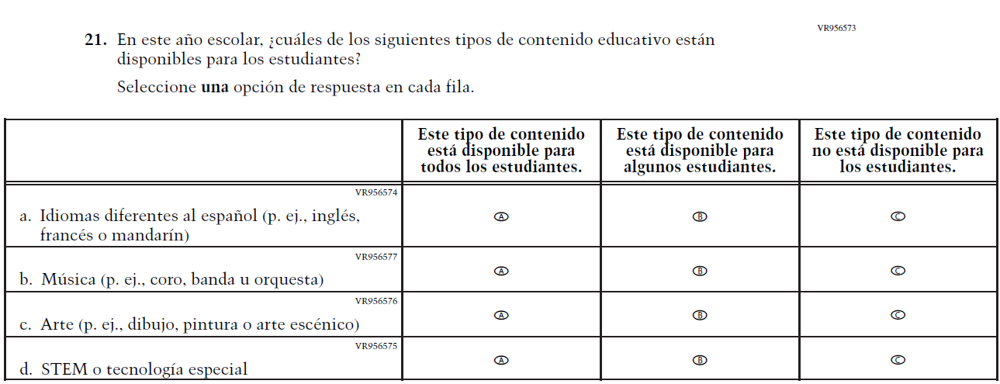 VR956573
21. En este año escolar, ¿cuáles de los siguientes tipos de contenido educativo están
disponibles para los estudiantes?
Seleccione una opción de respuesta en cada fila.
Este tipo de contenido
está disponible para
todos los estudiantes.
Este tipo de contenido
está disponible para
algunos estudiantes.
Este tipo de contenido
no está disponible para
los estudiantes.
VR956574
a. Idiomas diferentes al español (p. ej., inglés,
francés o mandarín)
A B C
VR956577
b. Música (p. ej., coro, banda u orquesta)
A B C
VR956576
c. Arte (p. ej., dibujo, pintura o arte escénico)
A B C
VR956575
d. STEM o tecnología especial
A B C